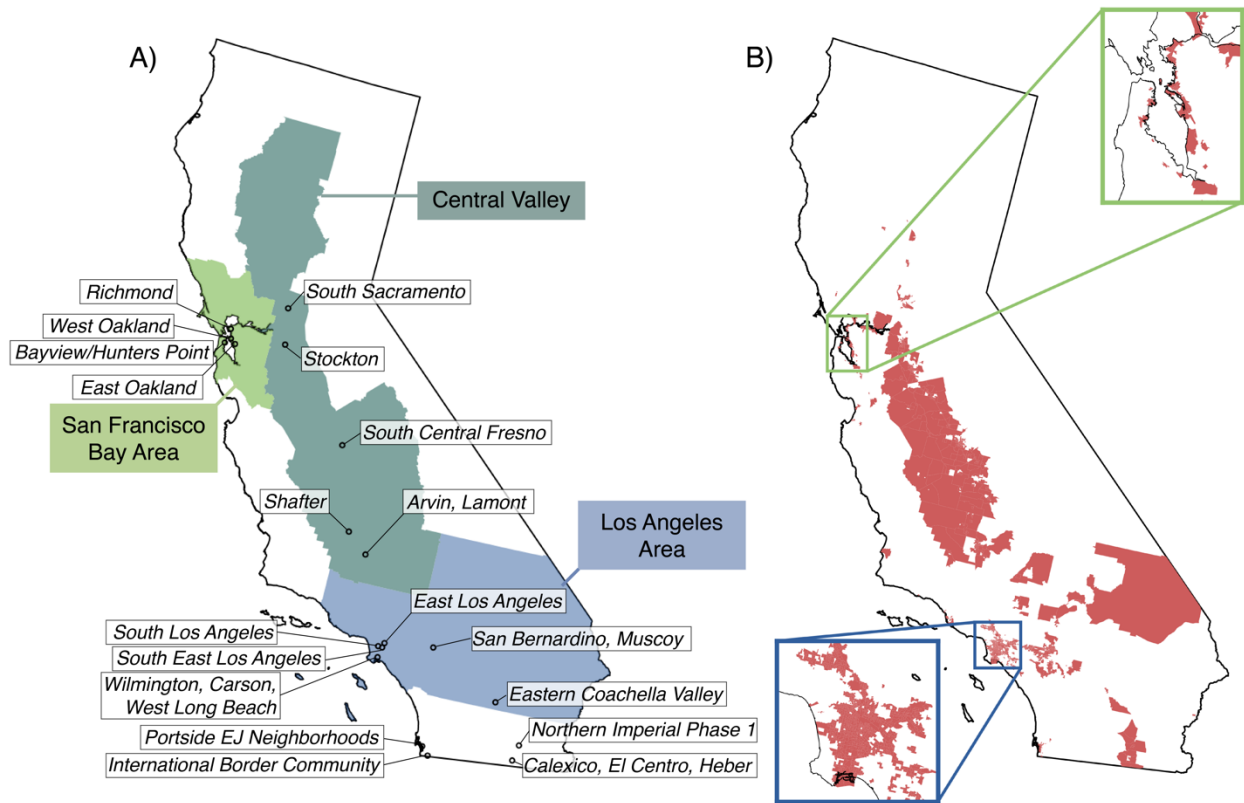 A)
B)
Central Valley
Richmond
South Sacramento
West Oakland
Bayview/Hunters Point
Stockton
East Oakland
San Francisco
Bay Area
South Central Fresno
Shafter
Arvin, Lamont
Los Angeles
Area
East Los Angeles
South Los Angeles
San Bernardino, Muscoy
South East Los Angeles
Wilmington, Carson,
West Long Beach
Eastern Coachella Valley
Portside EJ Neighborhoods
Northern Imperial Phase 1
International Border Community
Calexico, El Centro, Heber